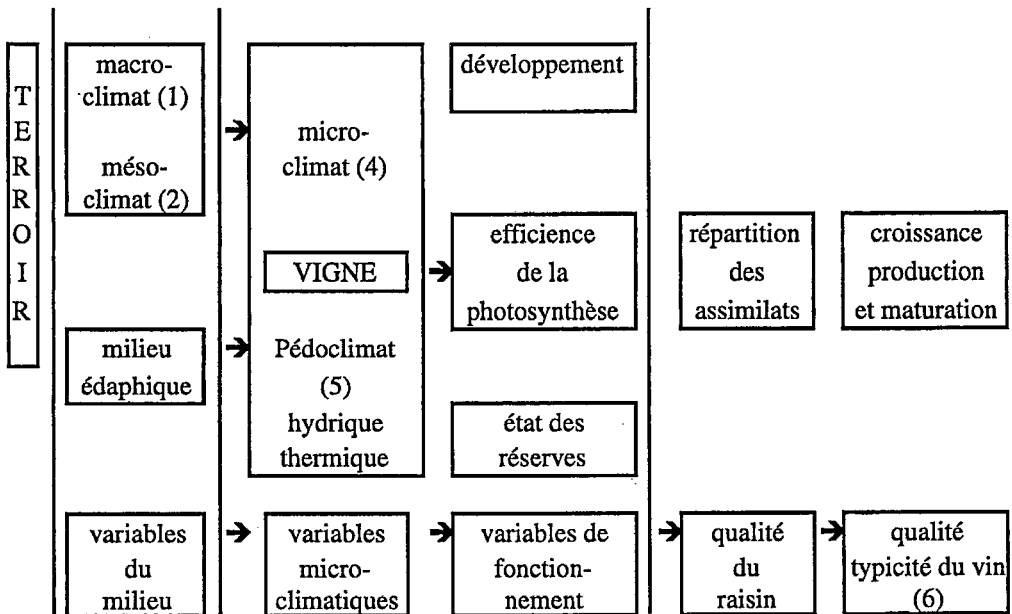 TERROIR
macro-
climat (1)
méso-
climat (2)
milieu
édaphique
variables
du
milieu
➔
➔
➔
micro-
climat (4)
VIGNE
Pédoclimat
(5)
hydrique
thermique
variables
micro-
climatiques
➔
➔
développement
efficience
de la
photosynthèse
état des
réserves
variables de
fonction-
nement
➔
répartition
des
assimilats
qualité
du
raisin
➔
croissance
production
et maturation
qualité
typicité du vin
(6)